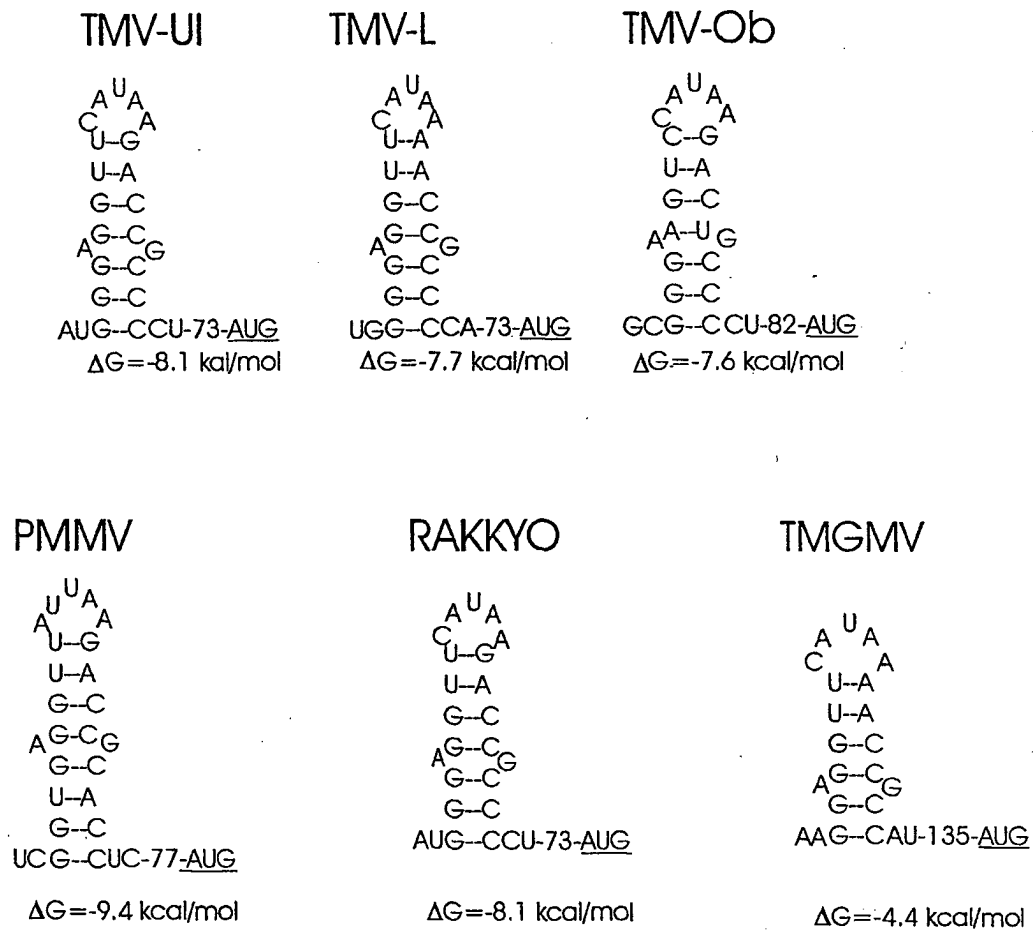 TMV-UI
U
A A
C A
U--G
U--A
G--C
G--C
A G
G--C
G--C
AUG--CCU-73-AUG
ΔG=-8.1 kal/mol
TMV-L
U
A A
C A
U--A
U--A
G--C
G--C
A G
G--C
G--C
UGG--CCA-73-AUG
ΔG=-7.7 kcal/mol
TMV-Ob
U
A A
C A
C--G
U--A
G--C
A A--U G
G--C
G--C
GCG--CCU-82-AUG
ΔG=-7.6 kcal/mol
PMMV
U
U A
A A
U--G
U--A
G--C
A G--C G
G--C
U--A
G--C
UCG--CUC-77-AUG
ΔG=-9.4 kcal/mol
RAKKYO
U
A A
C A
U--G
U--A
G--C
G--C
A G
G--C
G--C
AUG--CCU-73-AUG
ΔG=-8.1 kcal/mol
TMGMV
U
A A
C A
U--A
U--A
G--C
G--C
A G
G--C
AAG--CAU-135-AUG
ΔG=-4.4 kcal/mol